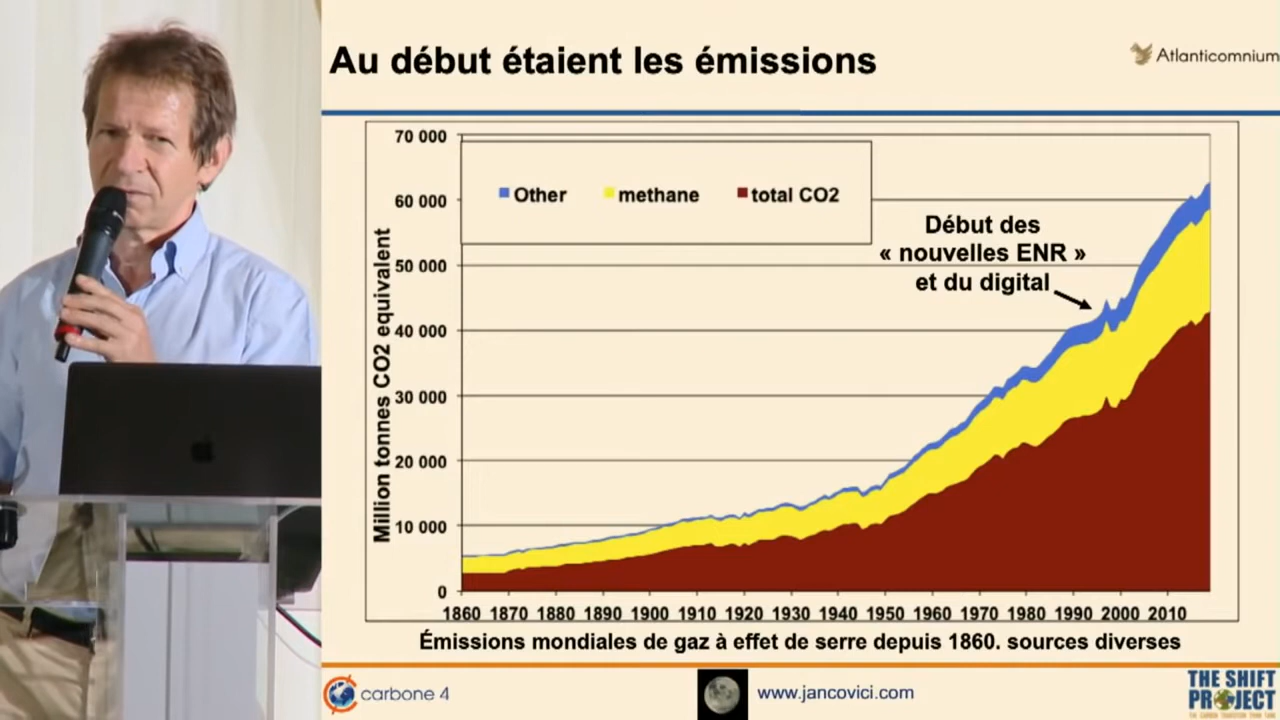 Au début étaient les émissions
Atlanticomnium
70 000
60 000
50 000
40 000
30 000
20 000
10 000
0
Million tonnes CO2 equivalent
Other methane total CO2
Début des
« nouvelles ENR »
et du digital
1860 1870 1880 1890 1900 1910 1920 1930 1940 1950 1960 1970 1980 1990 2000 2010
Émissions mondiales de gaz à effet de serre depuis 1860. sources diverses
carbone 4
www.jancovici.com
THE SHIFT
PROJECT